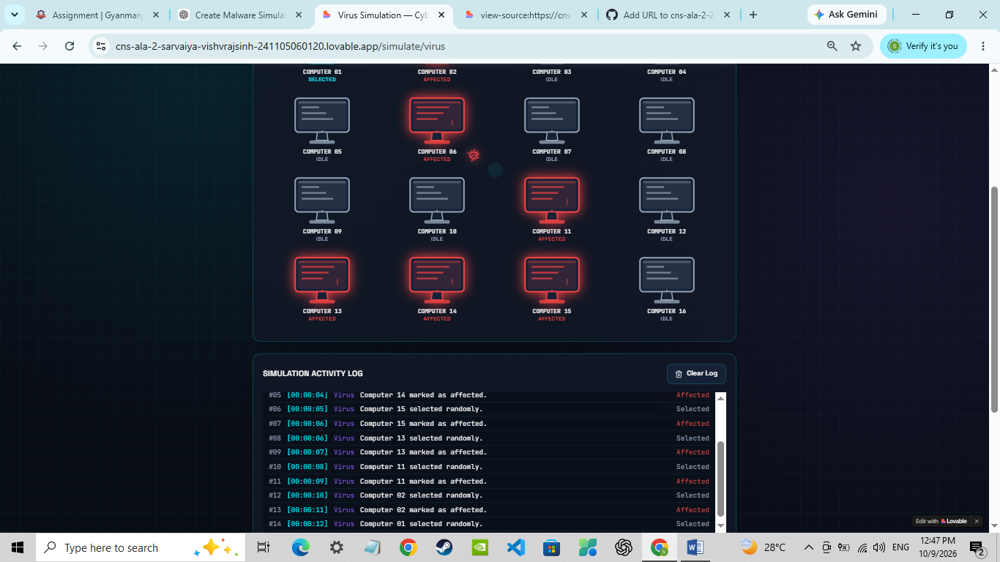 Assignment | Gyanmanj
Create Malware Simulat
Virus Simulation — Cyb
view-source:https://cns
Add URL to cns-ala-2-2
Ask Gemini
cns-ala-2-sarvaiya-vishvrajsinh-241105060120.lovable.app/simulate/virus
Verify it's you
COMPUTER 01
COMPUTER 02
COMPUTER 03
COMPUTER 04
SELECTED
AFFECTED
IDLE
IDLE
COMPUTER 05
COMPUTER 06
COMPUTER 07
COMPUTER 08
IDLE
AFFECTED
IDLE
IDLE
COMPUTER 09
COMPUTER 10
COMPUTER 11
COMPUTER 12
IDLE
IDLE
AFFECTED
IDLE
COMPUTER 13
COMPUTER 14
COMPUTER 15
COMPUTER 16
AFFECTED
AFFECTED
AFFECTED
IDLE
SIMULATION ACTIVITY LOG
Clear Log
#05 [00:00:04] Virus Computer 14 marked as affected. Affected
#06 [00:00:05] Virus Computer 15 selected randomly. Selected
#07 [00:00:06] Virus Computer 15 marked as affected. Affected
#08 [00:00:06] Virus Computer 13 selected randomly. Selected
#09 [00:00:07] Virus Computer 13 marked as affected. Affected
#10 [00:00:08] Virus Computer 11 selected randomly. Selected
#11 [00:00:09] Virus Computer 11 marked as affected. Affected
#12 [00:00:10] Virus Computer 02 selected randomly. Selected
#13 [00:00:11] Virus Computer 02 marked as affected. Affected
#14 [00:00:12] Virus Computer 01 selected randomly. Selected
Edit with Lovable
Type here to search
28°C
ENG
12:47 PM
10/9/2026
2